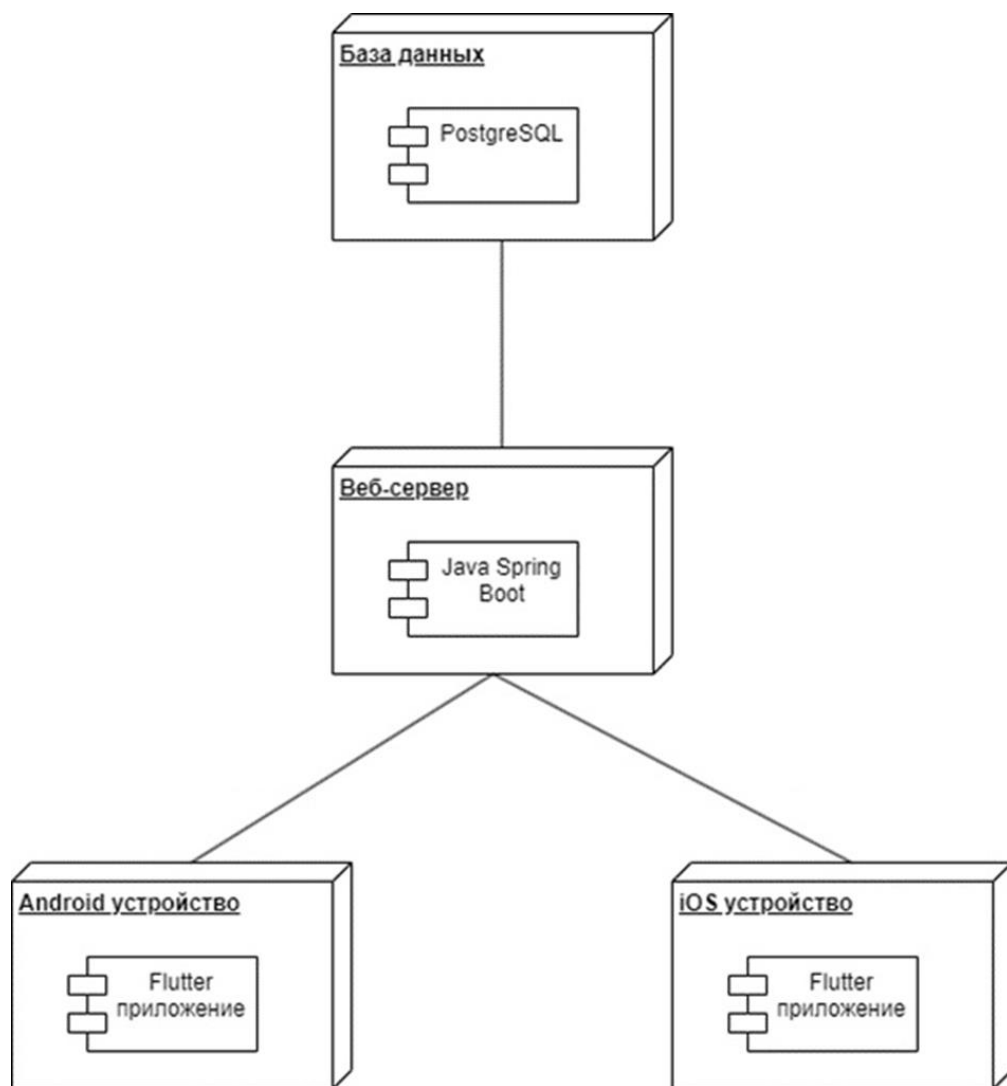 База данных
PostgreSQL
Веб-сервер
Java Spring
Boot
Android устройство
Flutter
приложение
iOS устройство
Flutter
приложение